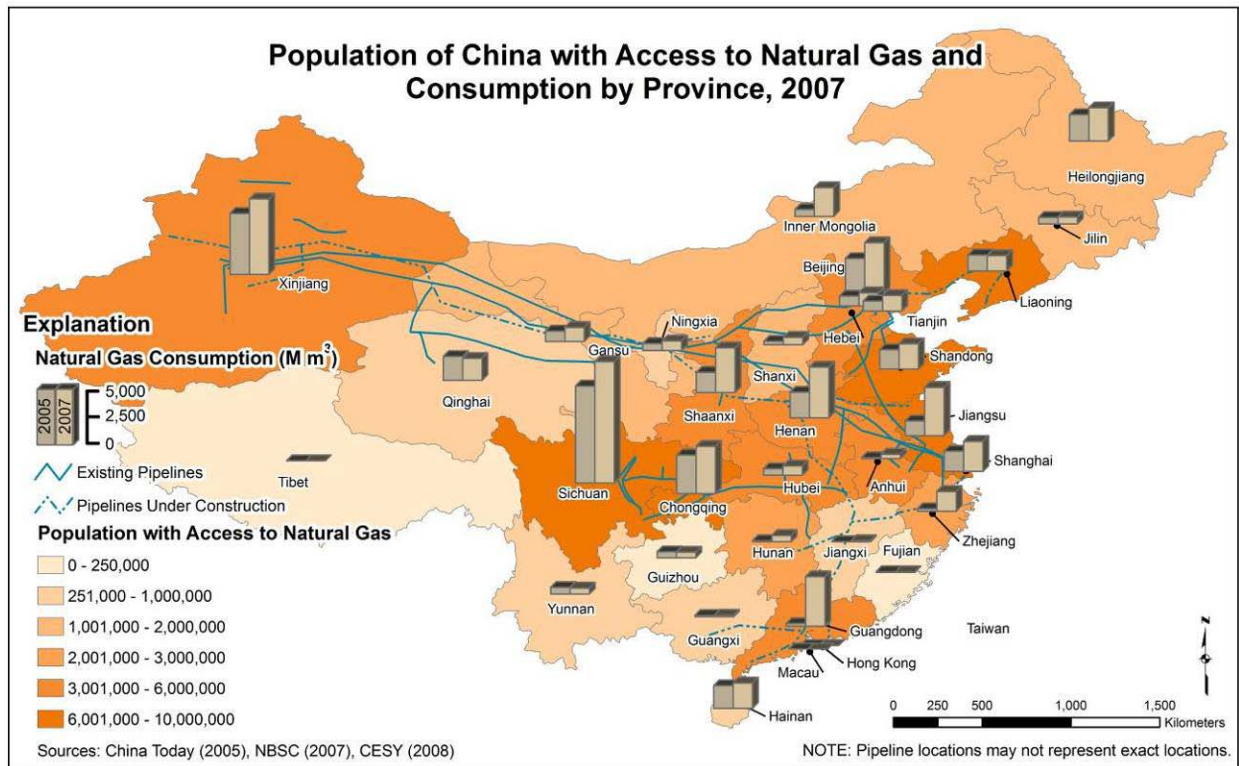 Population of China with Access to Natural Gas and
Consumption by Province, 2007
Heilongjiang
Inner Mongolia
Jilin
Beijing
Xinjiang
Liaoning
Tianjin
Ningxia
Hebei
Gansu
Shandong
Shanxi
Qinghai
Shaanxi
Henan
Jiangsu
Shanghai
Tibet
Sichuan
Chongqing
Hubei
Anhui
Zhejiang
Hunan
Jiangxi
Fujian
Guizhou
Yunnan
Guangxi
Guangdong
Taiwan
Hong Kong
Macau
Hainan
Explanation
Natural Gas Consumption (M m³)
2005
2007
5,000
2,500
0
Existing Pipelines
Pipelines Under Construction
Population with Access to Natural Gas
0 - 250,000
251,000 - 1,000,000
1,001,000 - 2,000,000
2,001,000 - 3,000,000
3,001,000 - 6,000,000
6,001,000 - 10,000,000
N
0 250 500 1,000 1,500
Kilometers
Sources: China Today (2005), NBSC (2007), CESY (2008)
NOTE: Pipeline locations may not represent exact locations.